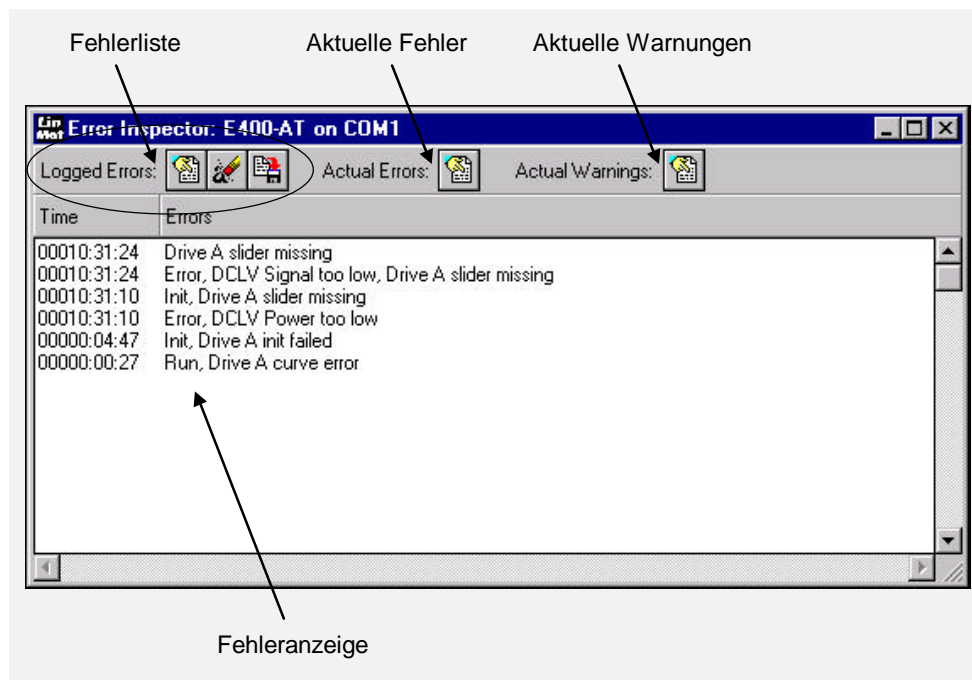 Fehlerliste Aktuelle Fehler Aktuelle Warnungen
Lin Mot Error Inspector: E400-AT on COM1
Logged Errors: Actual Errors: Actual Warnings:
Time Errors
00010:31:24 Drive A slider missing
00010:31:24 Error, DCLV Signal too low, Drive A slider missing
00010:31:10 Init, Drive A slider missing
00010:31:10 Error, DCLV Power too low
00000:04:47 Init, Drive A init failed
00000:00:27 Run, Drive A curve error
Fehleranzeige